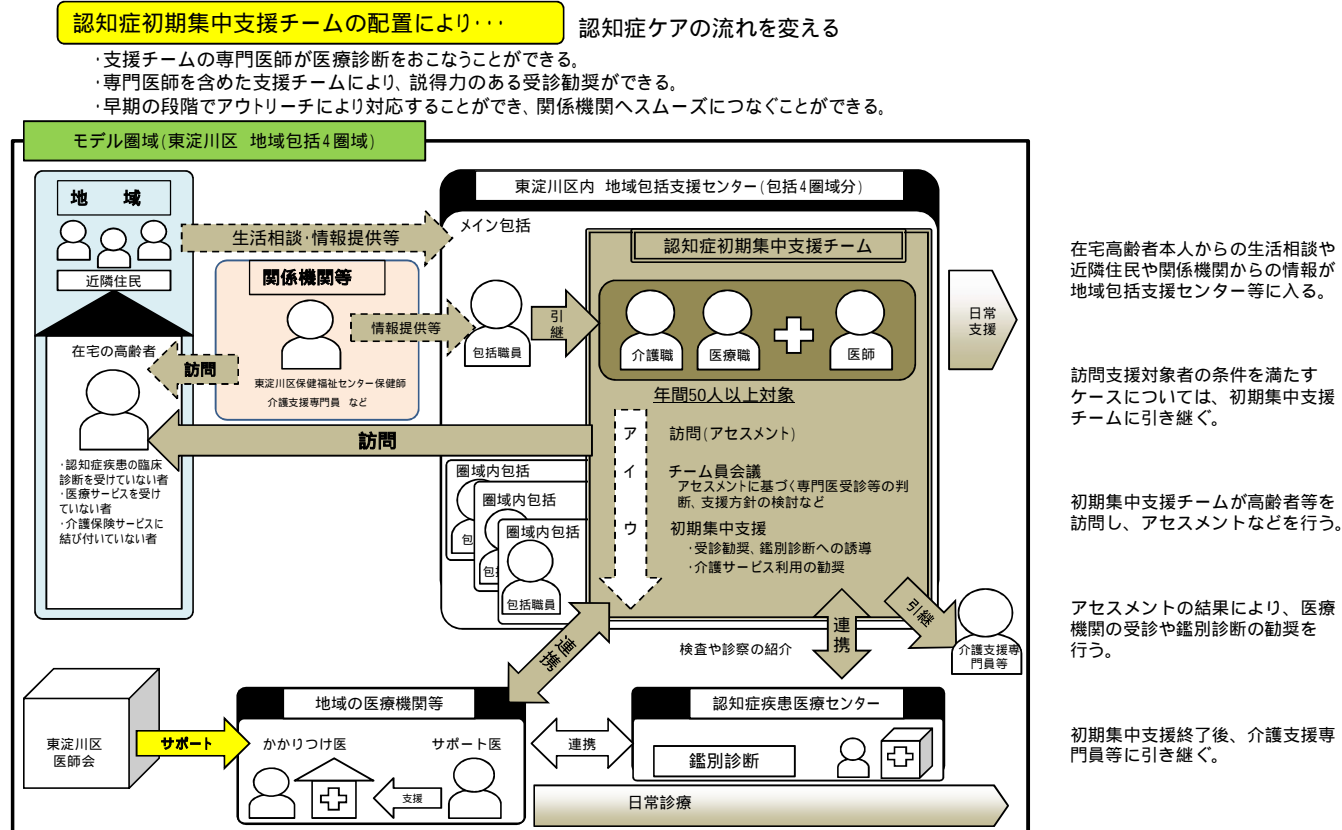 認知症初期集中支援チームの配置により･･･
認知症ケアの流れを変える
･支援チームの専門医師が医療診断をおこなうことができる。
･専門医師を含めた支援チームにより、説得力のある受診勧奨ができる。
･早期の段階でアウトリーチにより対応することができ、関係機関へスムーズにつなぐことができる。
モデル圏域(東淀川区 地域包括4圏域)
地 域
近隣住民
在宅の高齢者
･認知症疾患の臨床
診断を受けていない者
･医療サービスを受け
ていない者
･介護保険サービスに
結び付いていない者
生活相談･情報提供等
関係機関等
情報提供等
訪問
東淀川区保健福祉センター保健師
介護支援専門員 など
訪問
東淀川区内 地域包括支援センター(包括4圏域分)
メイン包括
包括職員
引
継
認知症初期集中支援チーム
介護職
医療職
医師
年間50人以上対象
ア 訪問(アセスメント)
イ チーム員会議
アセスメントに基づく専門医受診等の判
断、支援方針の検討など
ウ 初期集中支援
･受診勧奨、鑑別診断への誘導
･介護サービス利用の勧奨
圏域内包括
包
圏域内包括
包
圏域内包括
包括職員
日常
支援
連携
検査や診察の紹介
連
携
引継
介護支援専
門員等
東淀川区
医師会
サポート
地域の医療機関等
かかりつけ医
サポート医
支援
連携
認知症疾患医療センター
鑑別診断
日常診療
在宅高齢者本人からの生活相談や
近隣住民や関係機関からの情報が
地域包括支援センター等に入る。
訪問支援対象者の条件を満たす
ケースについては、初期集中支援
チームに引き継ぐ。
初期集中支援チームが高齢者等を
訪問し、アセスメントなどを行う。
アセスメントの結果により、医療
機関の受診や鑑別診断の勧奨を
行う。
初期集中支援終了後、介護支援専
門員等に引き継ぐ。